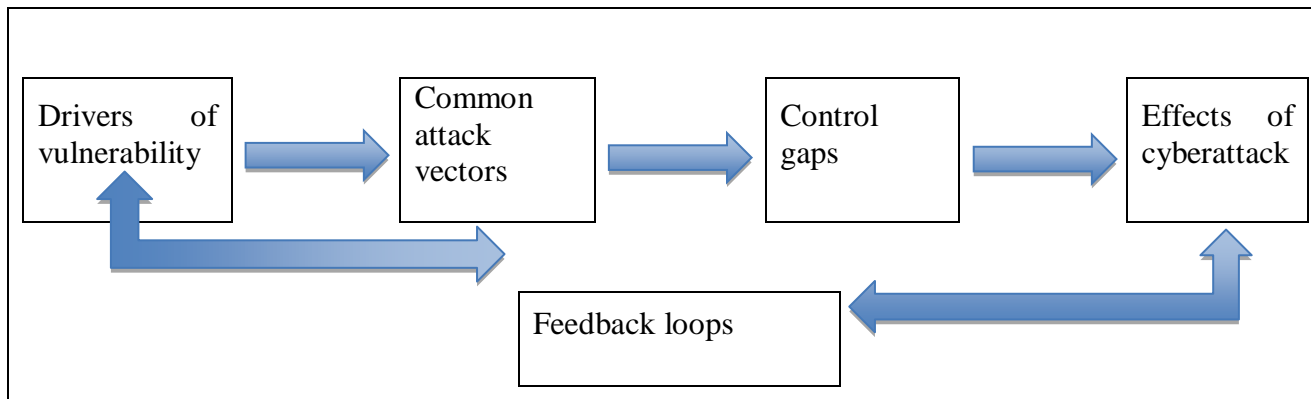 Drivers of
vulnerability
Common
attack
vectors
Control
gaps
Effects of
cyberattack
Feedback loops